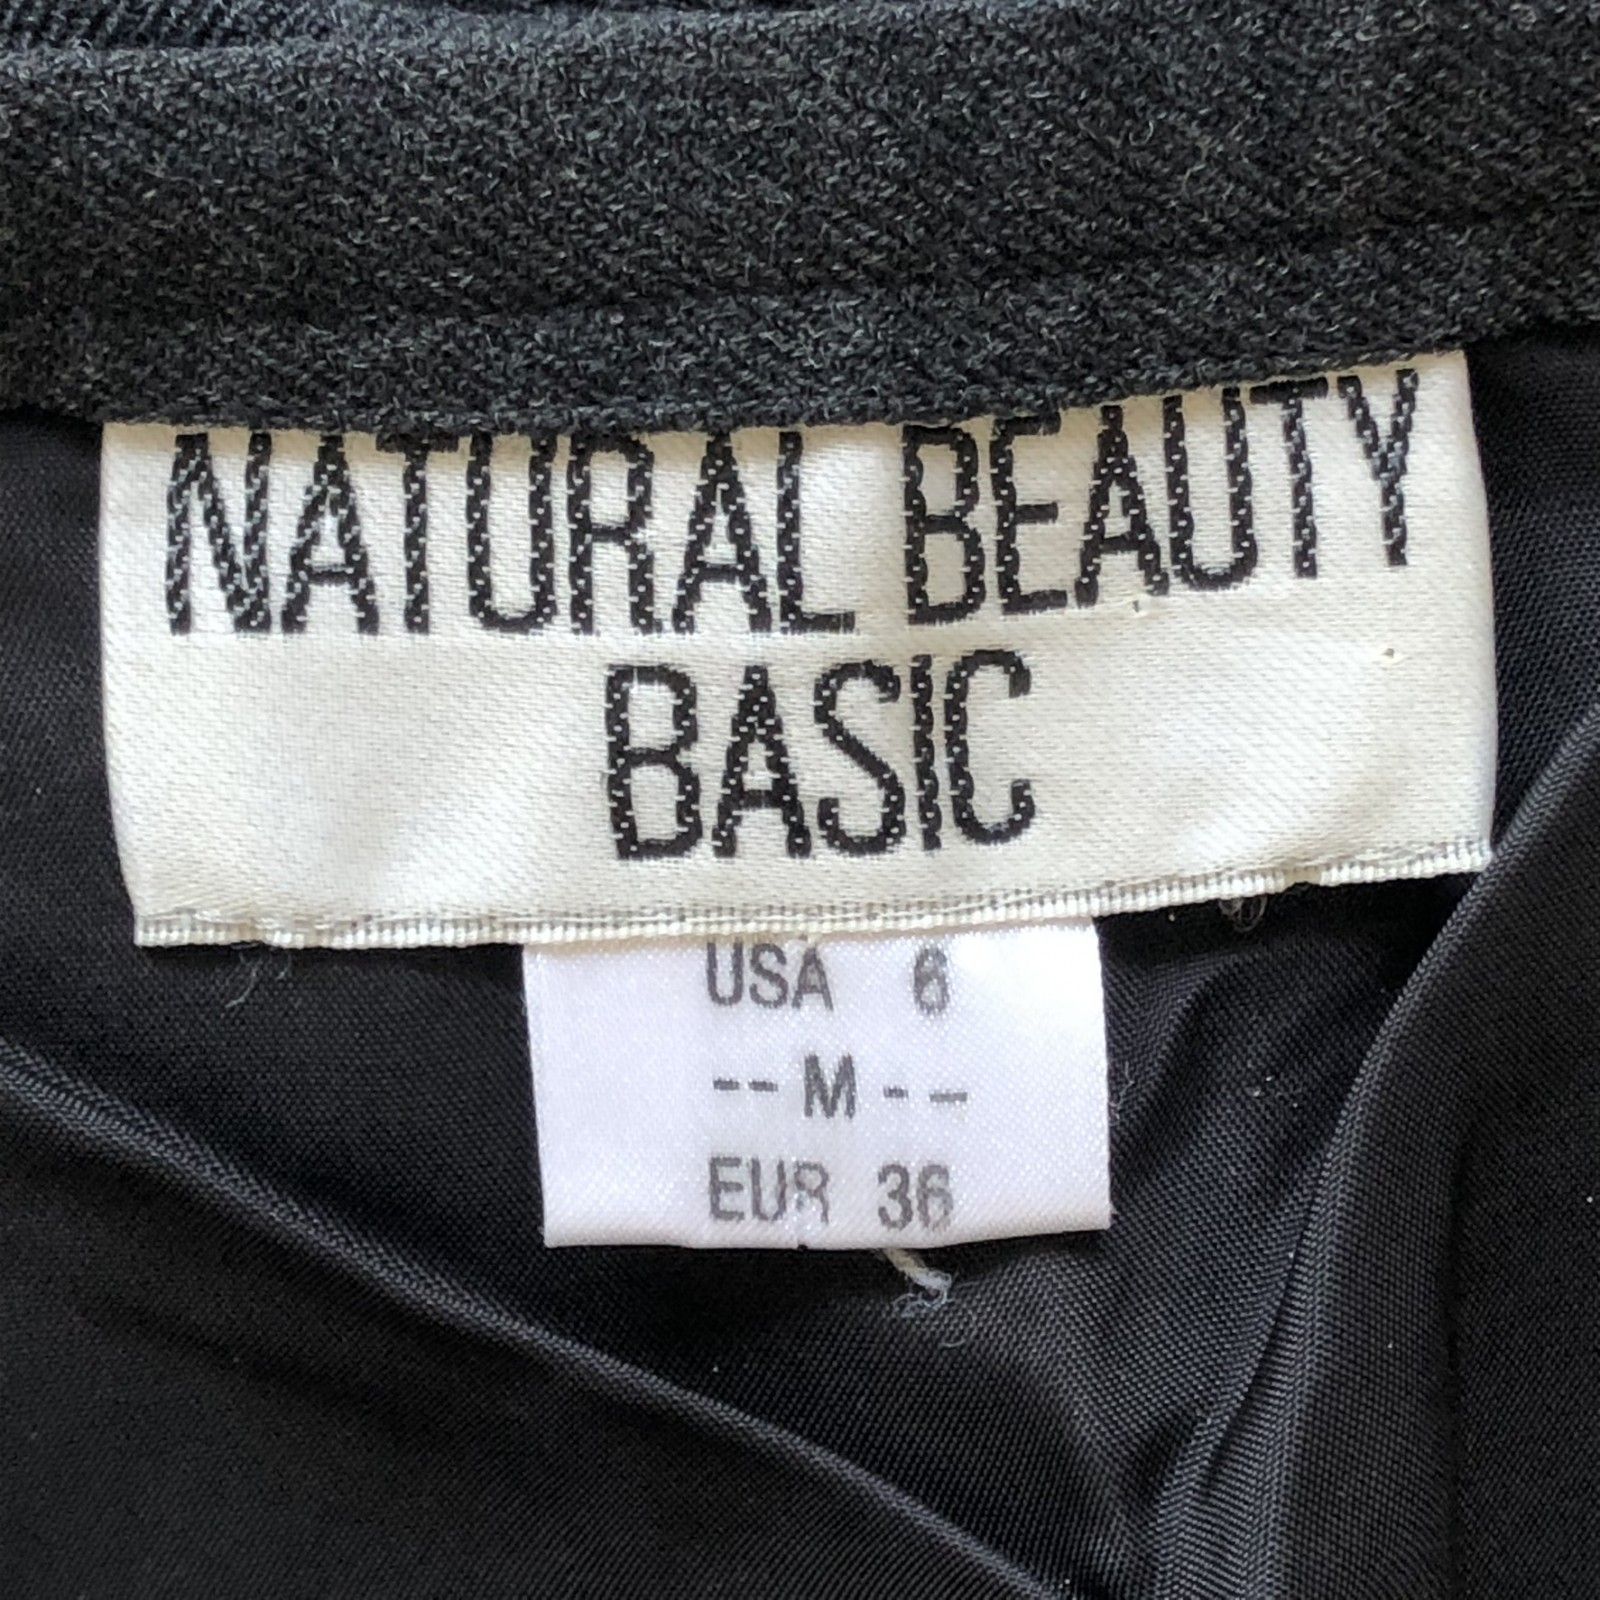 NATURAL BEAUTY
BASIC
USA 6
-- M --
EUR 36